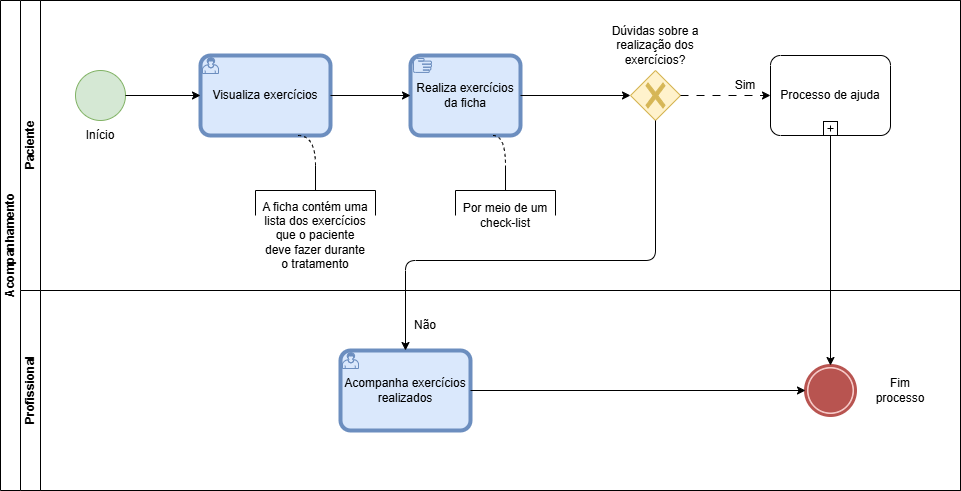 Acompanhamento
Paciente
Início
Visualiza exercícios
A ficha contém uma
lista dos exercícios
que o paciente
deve fazer durante
o tratamento
Realiza exercícios
da ficha
Por meio de um
check-list
Dúvidas sobre a
realização dos
exercícios?
Sim
Processo de ajuda
Não
Profissional
Acompanha exercícios
realizados
Fim
processo